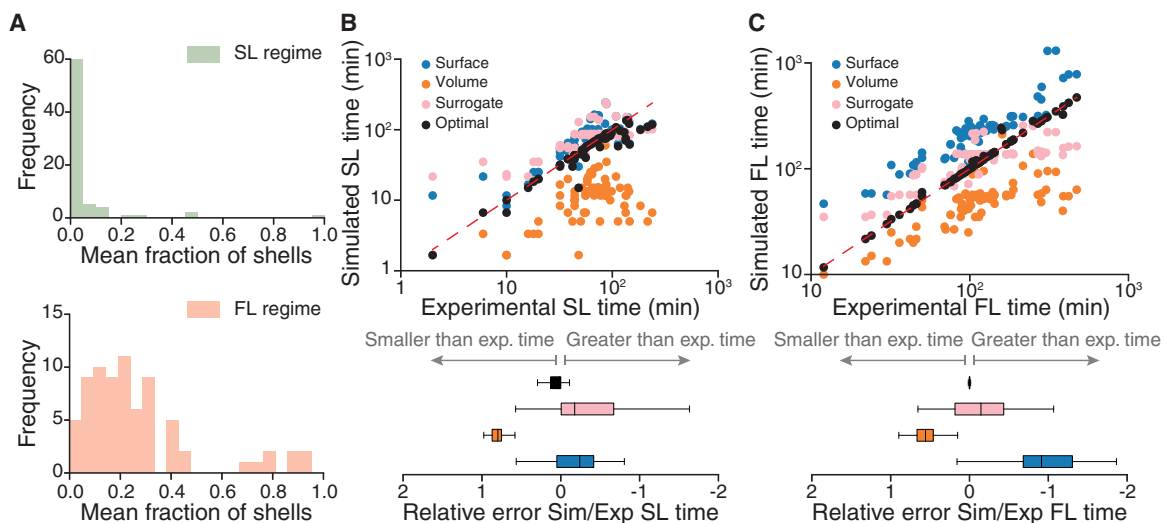 A
SL regime
Frequency
60
40
20
0
0.0 0.2 0.4 0.6 0.8 1.0
Mean fraction of shells
FL regime
Frequency
15
10
5
0
0.0 0.2 0.4 0.6 0.8 1.0
Mean fraction of shells
B
Simulated SL time (min)
10³
10²
10
1
Surface
Volume
Surrogate
Optimal
1 10 10² 10³
Experimental SL time (min)
Smaller than exp. time Greater than exp. time
2 1 0 -1 -2
Relative error Sim/Exp SL time
C
Simulated FL time (min)
10³
10²
10
Surface
Volume
Surrogate
Optimal
10 10² 10³
Experimental FL time (min)
Smaller than exp. time Greater than exp. time
2 1 0 -1 -2
Relative error Sim/Exp FL time